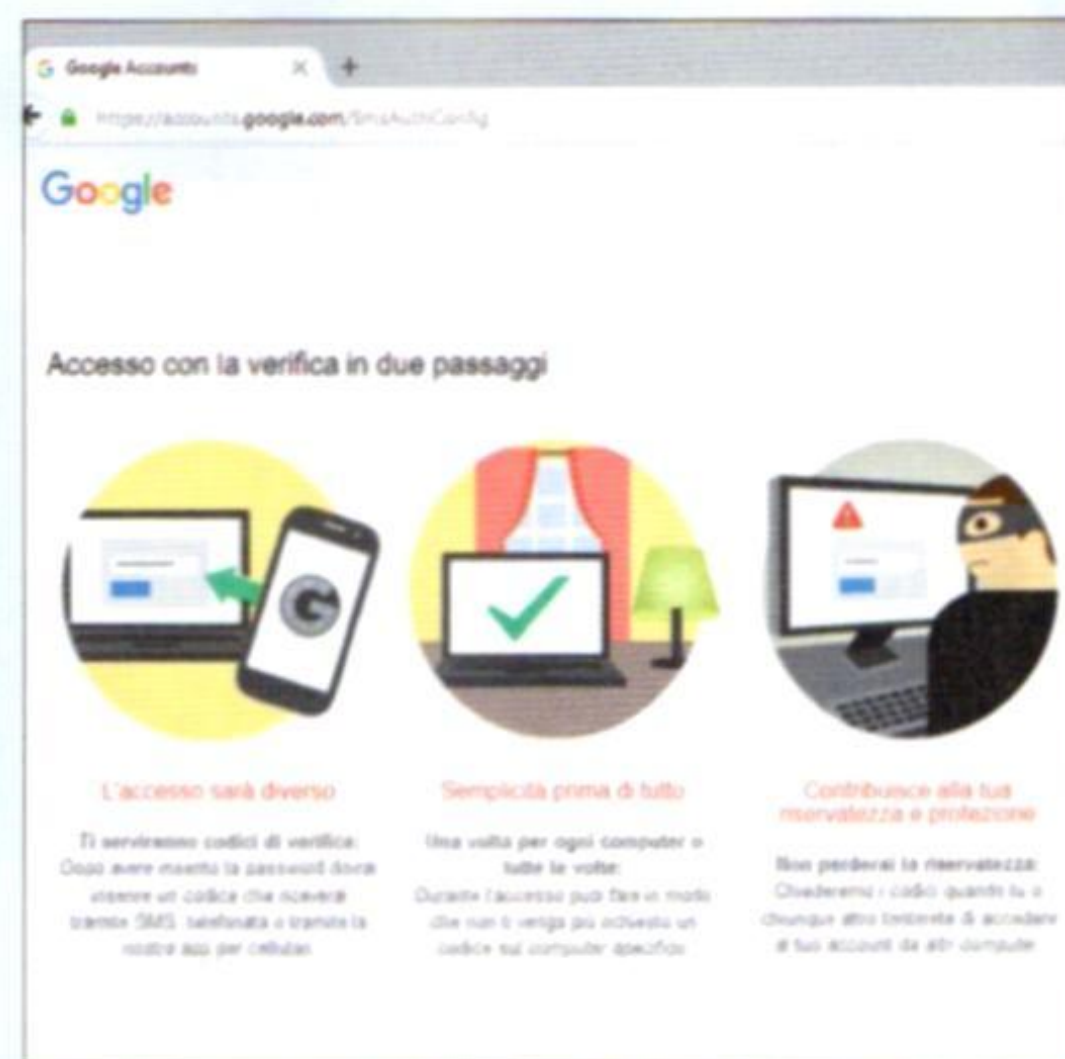 Google Accounts
https://accounts.google.com/SmsAuthConfig
Google
Accesso con la verifica in due passaggi
L'accesso sarà diverso
Ti serviranno codici di verifica:
Dopo avere inserito la password dovrai
inserire un codice che riceverai
tramite SMS, telefonata o tramite la
nostra app per cellulari
Semplicità prima di tutto
Una volta per ogni computer o
tutte le volte:
Durante l'accesso puoi fare in modo
che non ti venga più richiesto un
codice sul computer specifico
Contribuisce alla tua
riservatezza e protezione
Non perderai la riservatezza:
Chiederemo i codici quando tu o
chiunque altro tenterete di accedere
al tuo account da altri computer